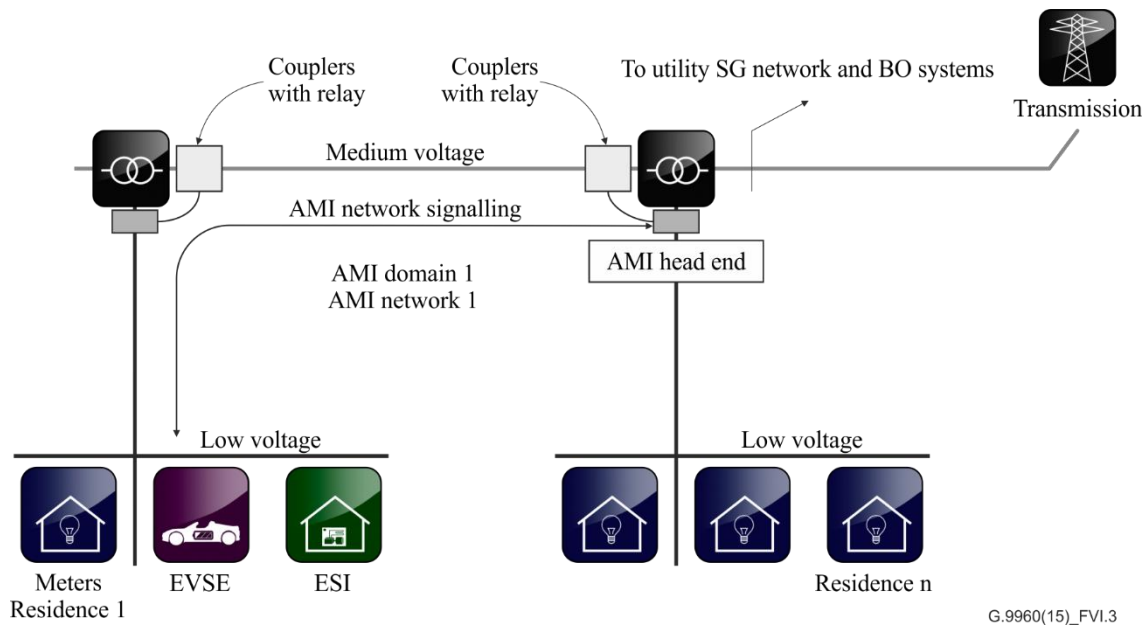 Couplers
with relay
Couplers
with relay
To utility SG network and BO systems
Transmission
Medium voltage
AMI network signalling
AMI head end
AMI domain 1
AMI network 1
Low voltage
Low voltage
Meters
Residence 1
EVSE
ESI
Residence n
G.9960(15)_FVI.3